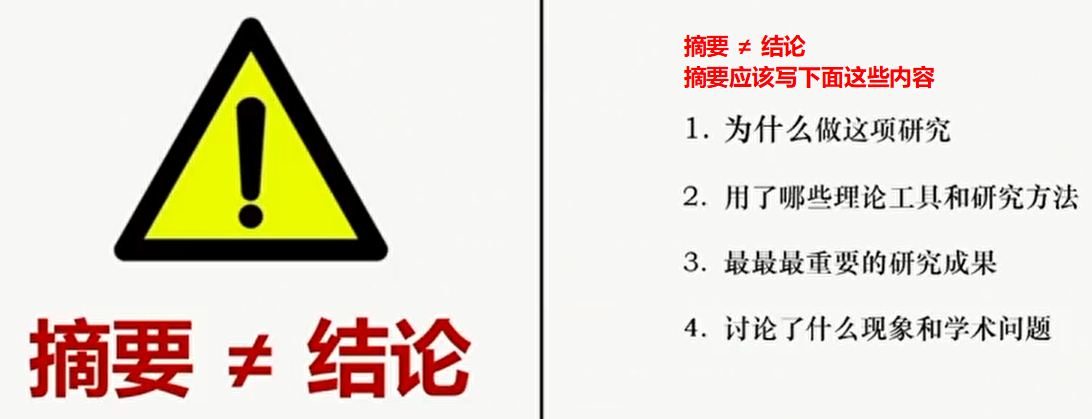 摘要 ≠ 结论
摘要 ≠ 结论
摘要应该写下面这些内容
1. 为什么做这项研究
2. 用了哪些理论工具和研究方法
3. 最最最重要的研究成果
4. 讨论了什么现象和学术问题